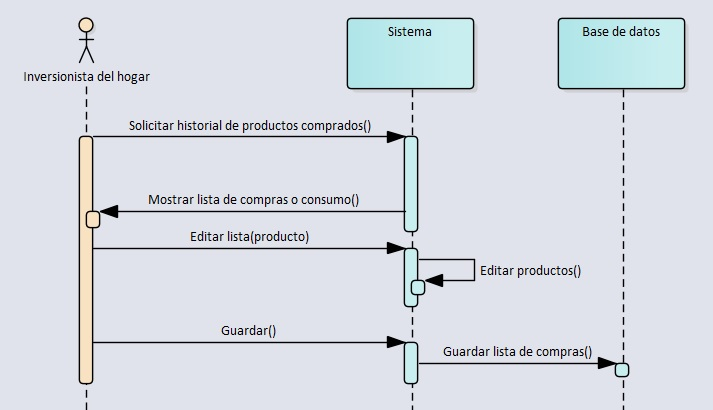 Sistema
Base de datos
Inversionista del hogar
Solicitar historial de productos comprados()
Mostrar lista de compras o consumo()
Editar lista(producto)
Editar productos()
Guardar()
Guardar lista de compras()